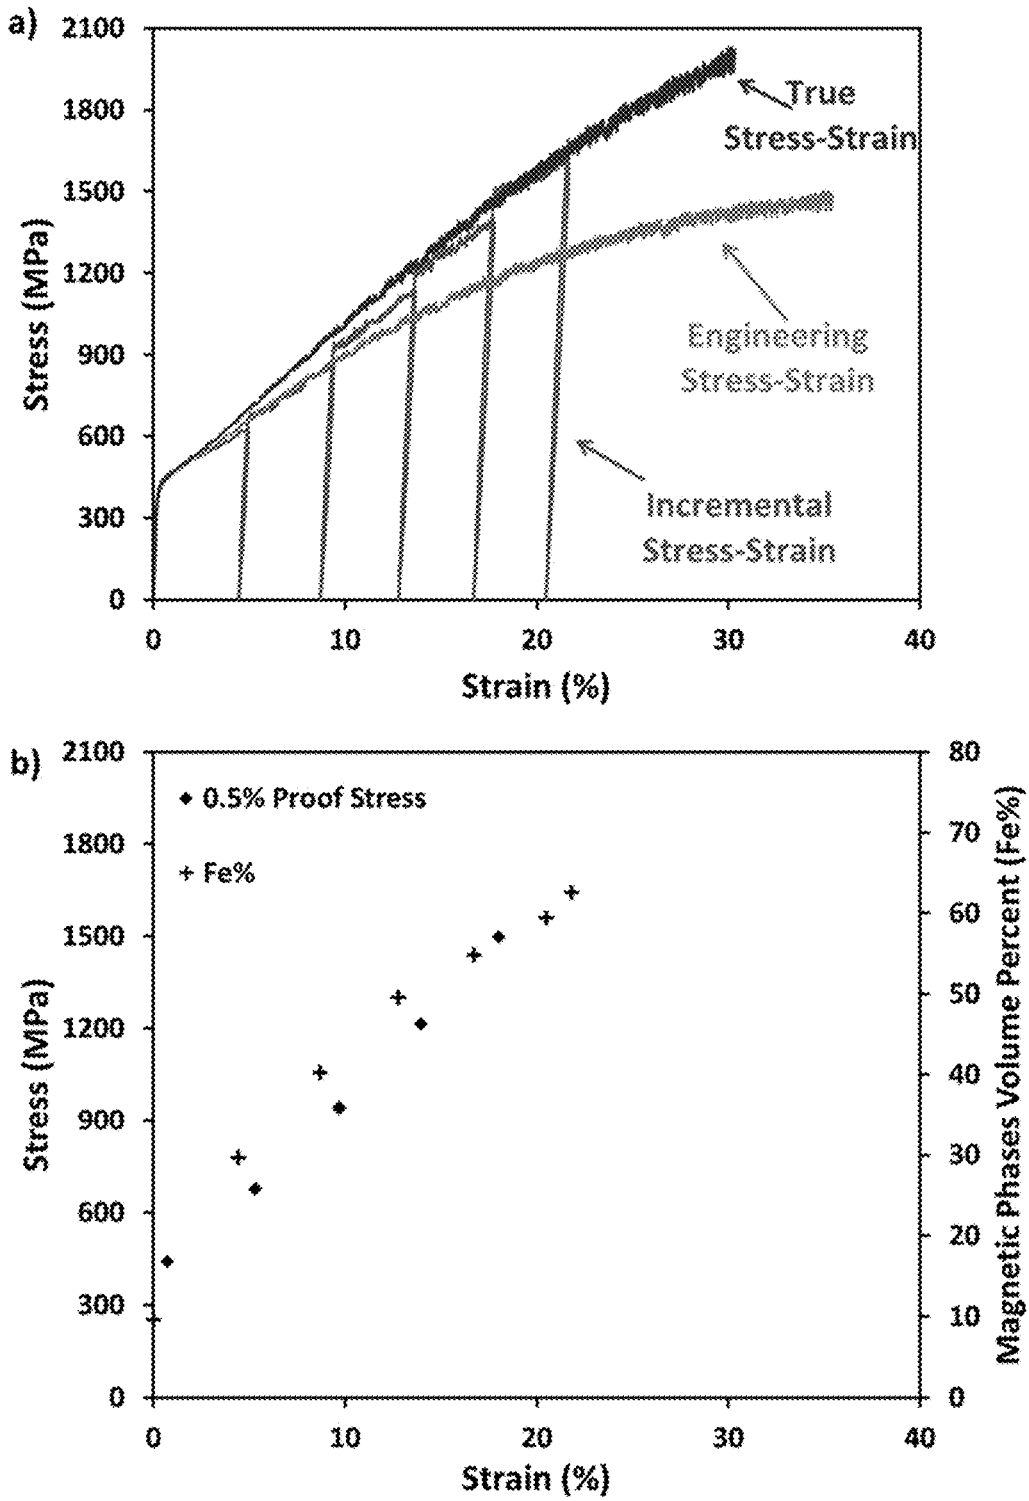 a)
2100
1800
1500
1200
900
600
300
0
Stress (MPa)
True
Stress-Strain
Engineering
Stress-Strain
Incremental
Stress-Strain
0 10 20 30 40
Strain (%)
b)
2100
1800
1500
1200
900
600
300
0
Stress (MPa)
0.5% Proof Stress
Fe%
80
70
60
50
40
30
20
10
0
Magnetic Phases Volume Percent (Fe%)
0 10 20 30 40
Strain (%)